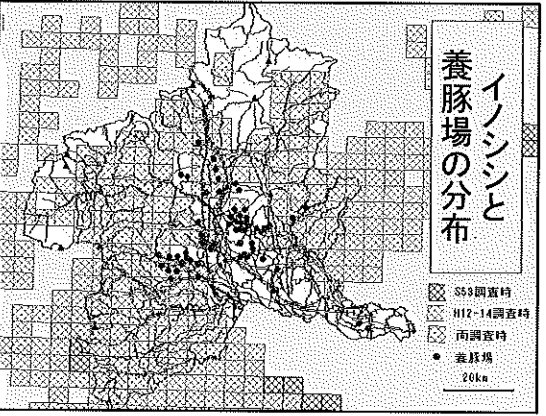 イノシシと
養豚場の分布
S53調査時
H12-14調査時
両調査時
養豚場
20km